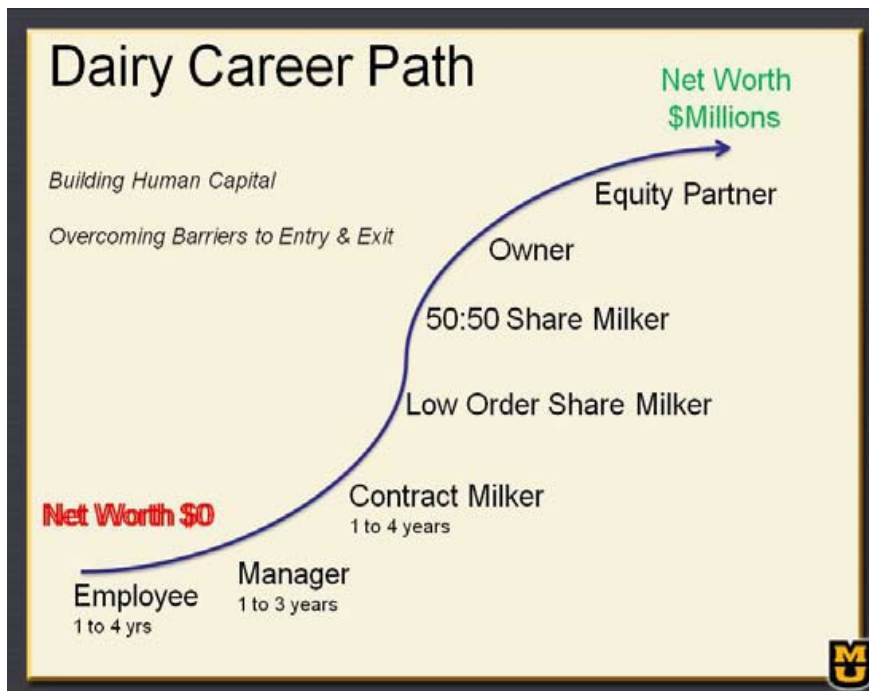 Dairy Career Path
Net Worth
$Millions
Building Human Capital
Equity Partner
Overcoming Barriers to Entry & Exit
Owner
50:50 Share Milker
Low Order Share Milker
Contract Milker
1 to 4 years
Net Worth $0
Manager
1 to 3 years
Employee
1 to 4 yrs
MU